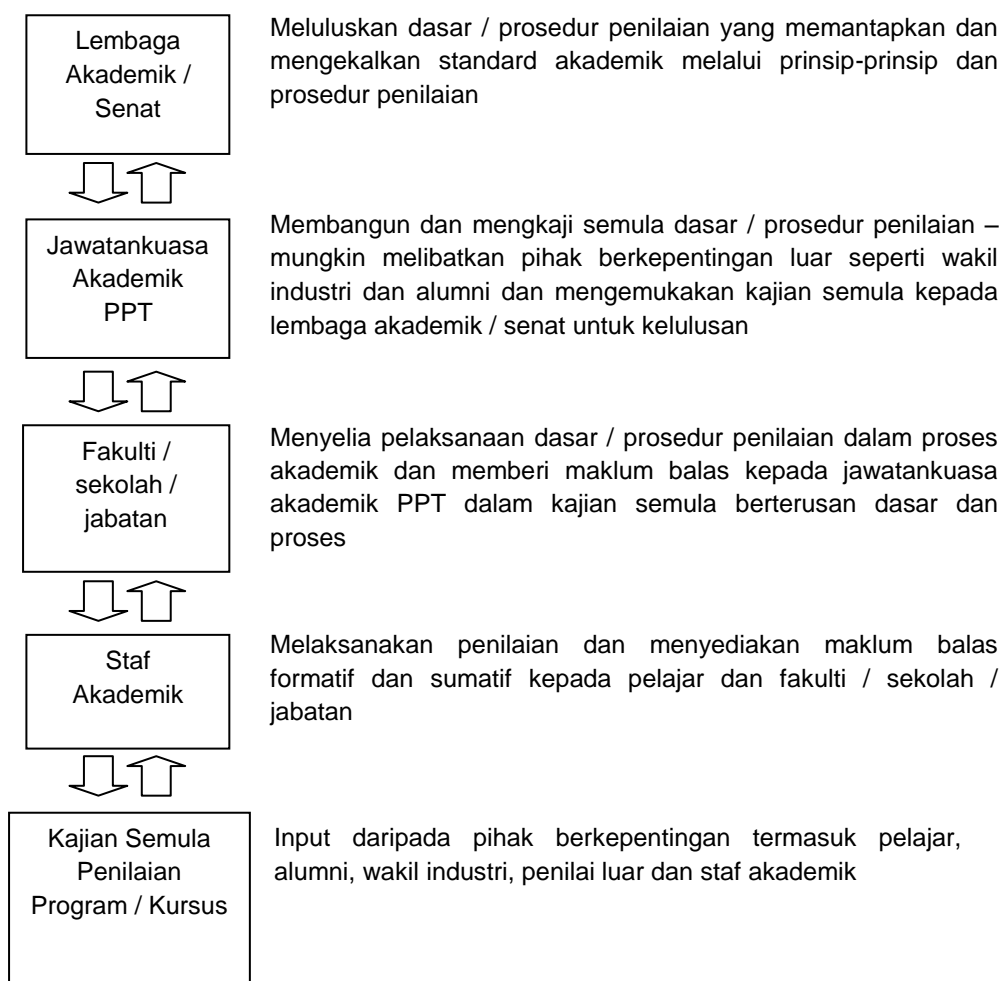 Lembaga
Akademik /
Senat
Meluluskan dasar / prosedur penilaian yang memantapkan dan
mengekalkan standard akademik melalui prinsip-prinsip dan
prosedur penilaian
Jawatankuasa
Akademik
PPT
Membangun dan mengkaji semula dasar / prosedur penilaian –
mungkin melibatkan pihak berkepentingan luar seperti wakil
industri dan alumni dan mengemukakan kajian semula kepada
lembaga akademik / senat untuk kelulusan
Fakulti /
sekolah /
jabatan
Menyelia pelaksanaan dasar / prosedur penilaian dalam proses
akademik dan memberi maklum balas kepada jawatankuasa
akademik PPT dalam kajian semula berterusan dasar dan
proses
Staf
Akademik
Melaksanakan penilaian dan menyediakan maklum balas
formatif dan sumatif kepada pelajar dan fakulti / sekolah /
jabatan
Kajian Semula
Penilaian
Program / Kursus
Input daripada pihak berkepentingan termasuk pelajar,
alumni, wakil industri, penilai luar dan staf akademik